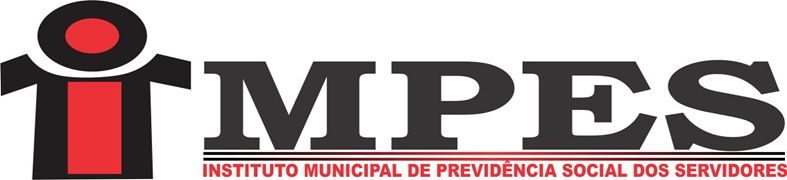 iMPES
INSTITUTO MUNICIPAL DE PREVIDÊNCIA SOCIAL DOS SERVIDORES